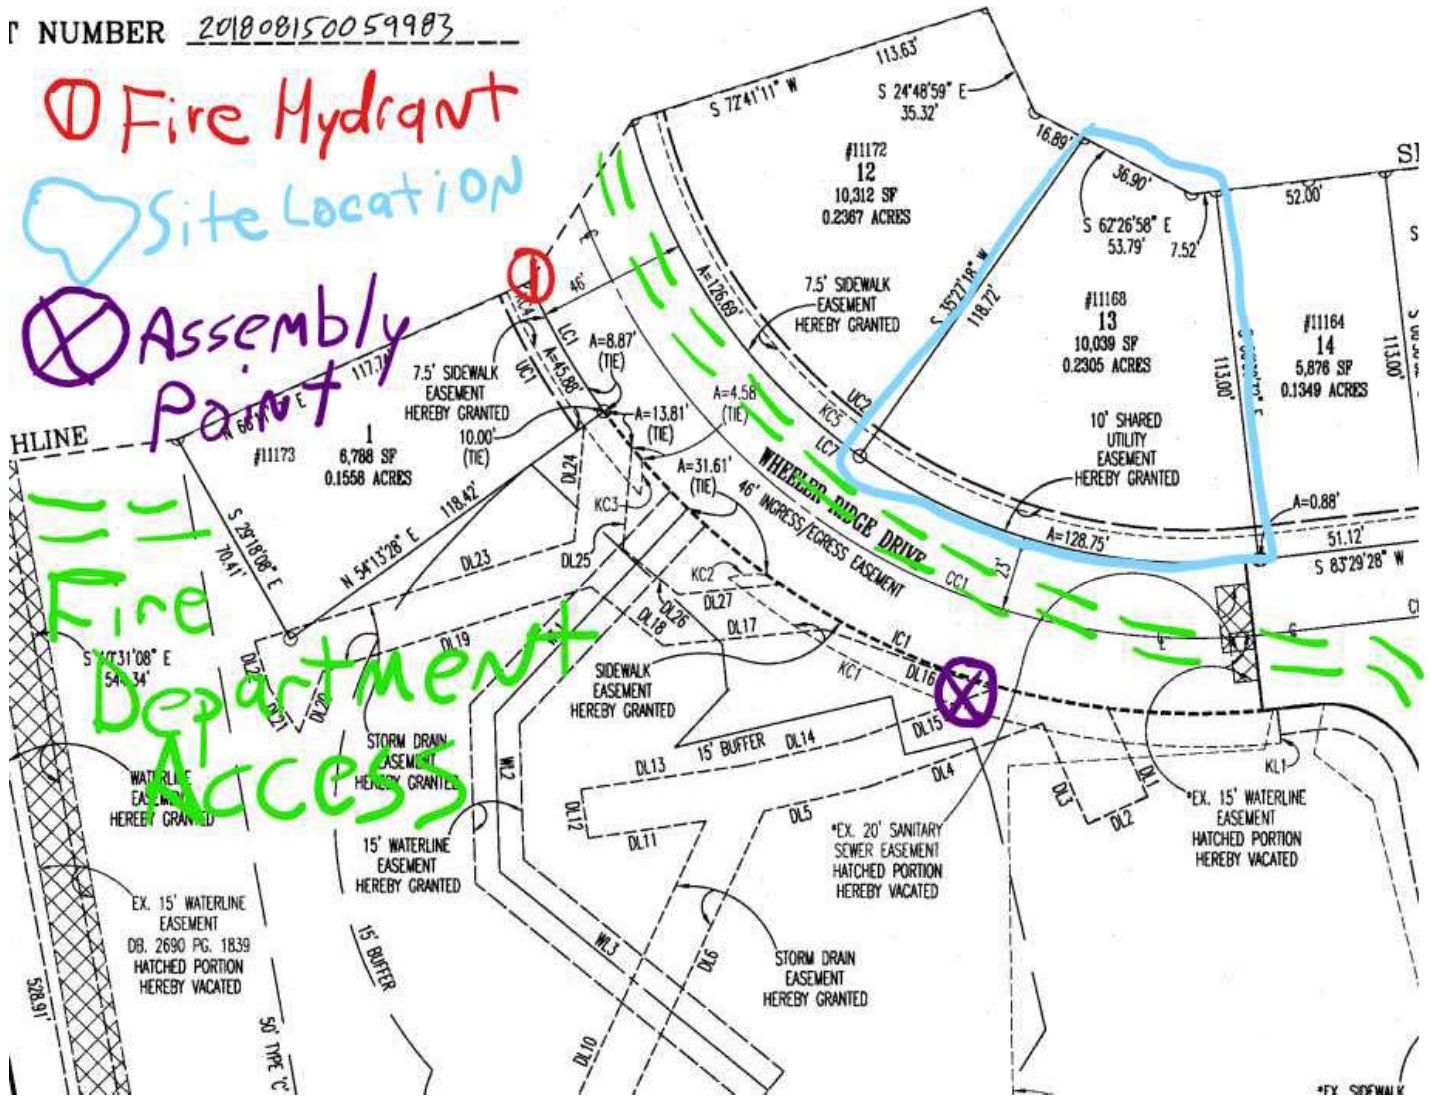 NUMBER 201808150059983
Fire Hydrant
Site Location
Assembly
Point
Fire
Department
Access
113.63'
S 72°41'11" W
S 24°48'59" E
35.32'
16.89'
36.90'
S 62°26'58" E
53.79'
7.52'
52.00'
#11172
12
10,312 SF
0.2367 ACRES
7.5' SIDEWALK
EASEMENT
HEREBY GRANTED
S 35°27'18" W
118.72'
#11168
13
10,039 SF
0.2305 ACRES
113.00'
#11164
14
5,876 SF
0.1349 ACRES
113.00'
10' SHARED
UTILITY
EASEMENT
HEREBY GRANTED
46'
A=126.69'
LC1
A=45.88'
UC1
KC4
A=8.87'
(TIE)
A=4.58
(TIE)
A=13.81'
(TIE)
A=31.61'
(TIE)
UC2
KC5
LC7
7.5' SIDEWALK
EASEMENT
HEREBY GRANTED
10.00'
(TIE)
117.74'
HLINE
#11173
1
6,788 SF
0.1558 ACRES
118.42'
N 54°13'28" E
S 29°18'08" E
70.41'
WHEELER RIDGE DRIVE
46' INGRESS/EGRESS EASEMENT
CC1
23'
A=128.75'
A=0.88'
51.12'
S 83°29'28" W
DL24
KC3
DL25
DL23
KC2
DL27
DL26
DL18
DL17
DL19
DL20
DL21
IC1
KC1
DL16
DL15
DL14
DL13
15' BUFFER
DL12
DL11
DL5
DL4
DL3
DL2
DL1
KL1
SIDEWALK
EASEMENT
HEREBY GRANTED
STORM DRAIN
EASEMENT
HEREBY GRANTED
WL2
WATERLINE
EASEMENT
HEREBY GRANTED
15' WATERLINE
EASEMENT
HEREBY GRANTED
*EX. 20' SANITARY
SEWER EASEMENT
HATCHED PORTION
HEREBY VACATED
*EX. 15' WATERLINE
EASEMENT
HATCHED PORTION
HEREBY VACATED
EX. 15' WATERLINE
EASEMENT
DB. 2690 PG. 1839
HATCHED PORTION
HEREBY VACATED
15' BUFFER
WL3
DL6
DL10
STORM DRAIN
EASEMENT
HEREBY GRANTED
528.91'
50' TYPE 'C'
*EX. SIDEWALK